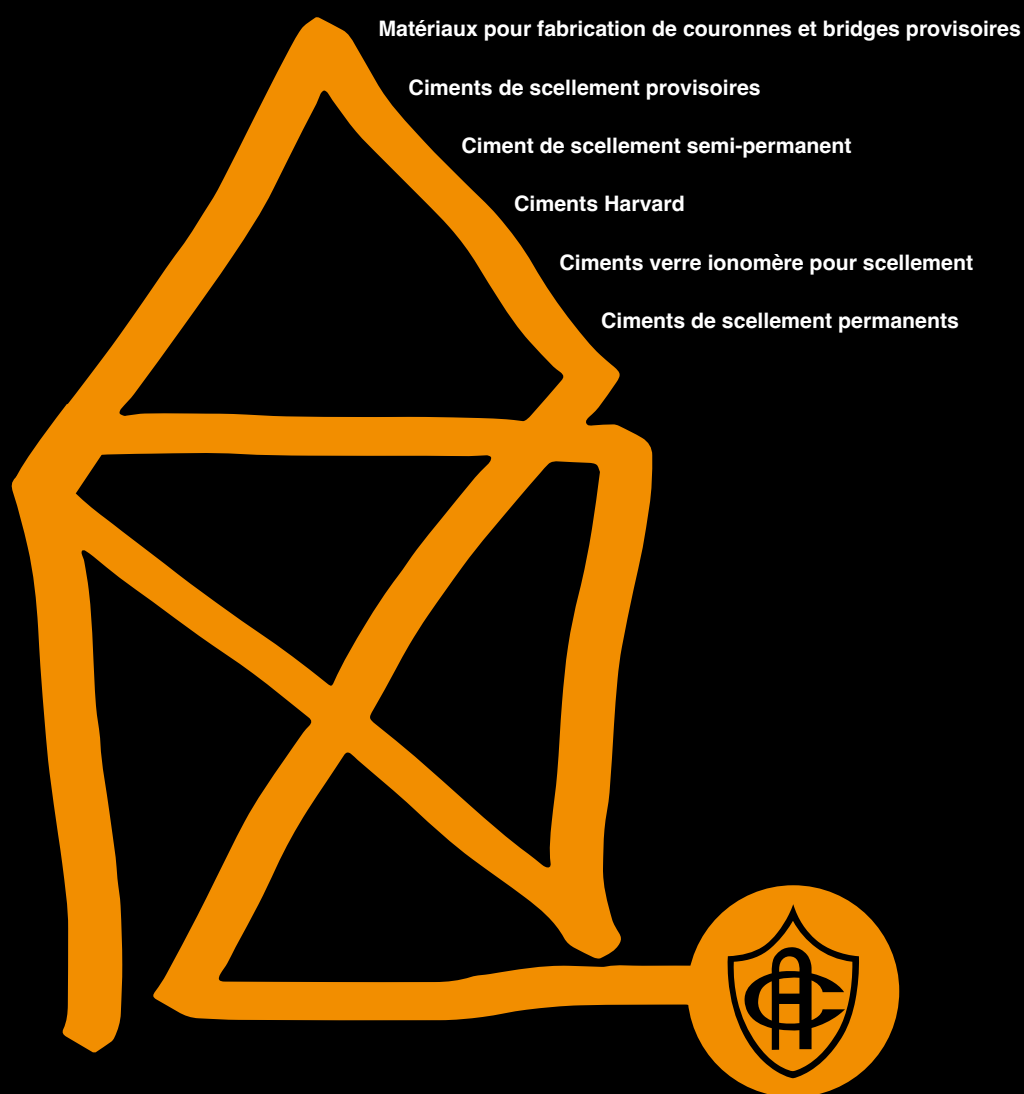 Matériaux pour fabrication de couronnes et bridges provisoires
Ciments de scellement provisoires
Ciment de scellement semi-permanent
Ciments Harvard
Ciments verre ionomère pour scellement
Ciments de scellement permanents